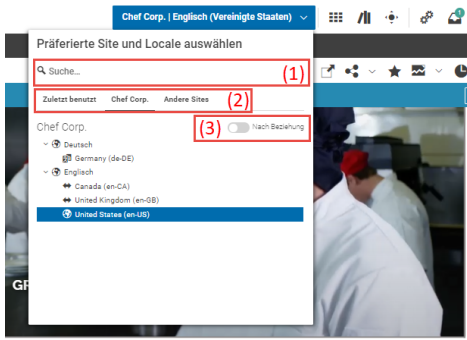 Chef Corp. | Englisch (Vereinigte Staaten)
Präferierte Site und Locale auswählen
Suche...
(1)
Zuletzt benutzt Chef Corp. Andere Sites
(2)
Chef Corp.
(3)
Nach Beziehung
Deutsch
Germany (de-DE)
Englisch
Canada (en-CA)
United Kingdom (en-GB)
United States (en-US)
GF